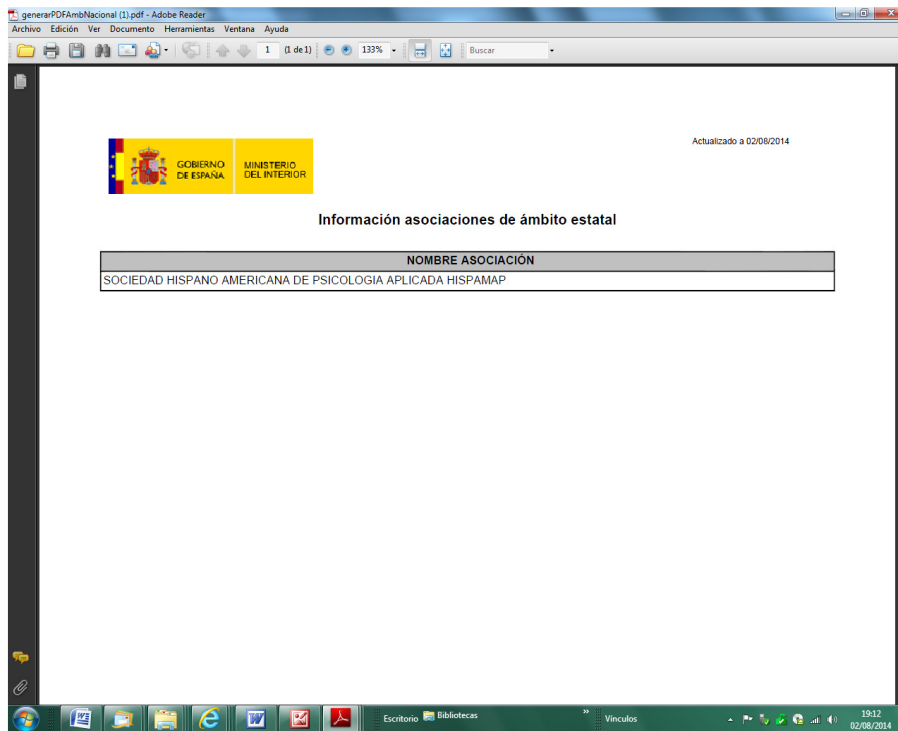 generarPDFAmbNacional (1).pdf - Adobe Reader
Archivo Edición Ver Documento Herramientas Ventana Ayuda
1 (1 de 1) 133% Buscar
Actualizado a 02/08/2014
GOBIERNO DE ESPAÑA
MINISTERIO DEL INTERIOR
Información asociaciones de ámbito estatal
NOMBRE ASOCIACIÓN
SOCIEDAD HISPANO AMERICANA DE PSICOLOGIA APLICADA HISPAMAP
Escritorio Bibliotecas » Vínculos 19:12
02/08/2014